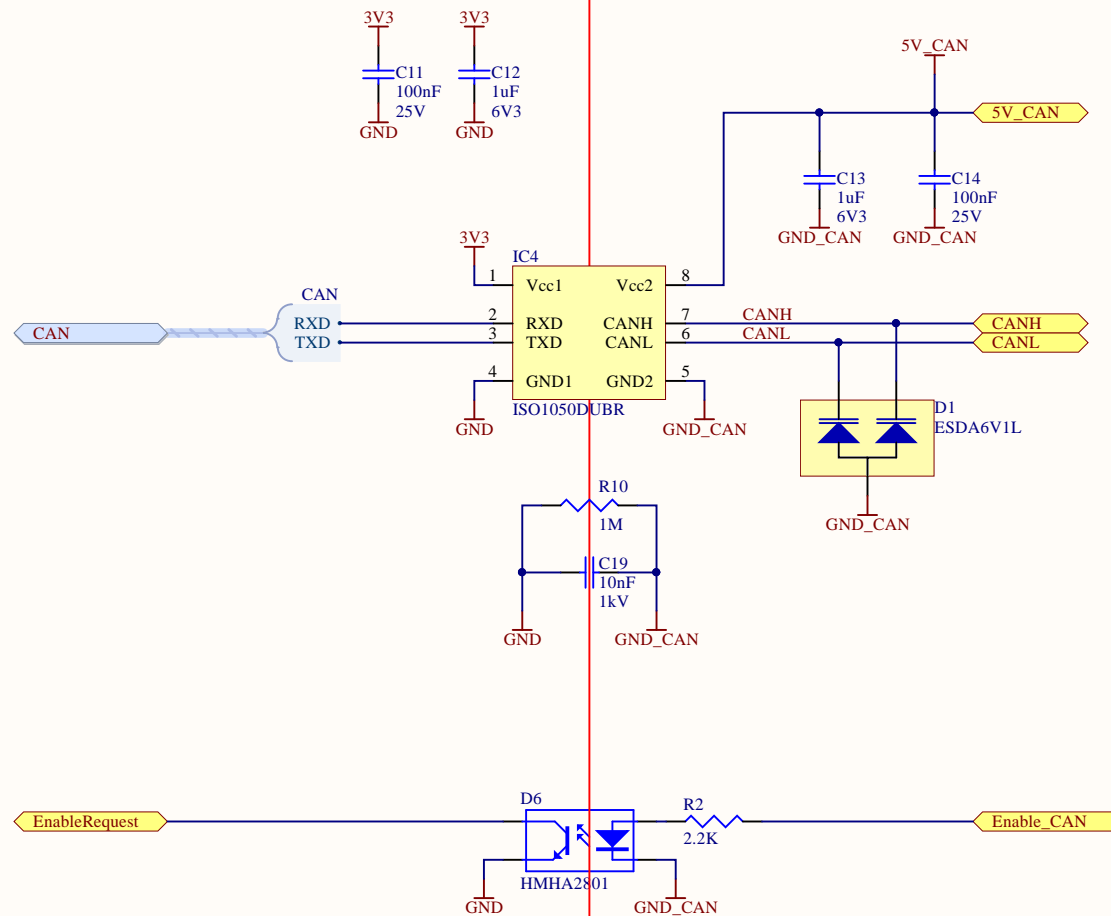 3V3
3V3
C11
100nF
25V
GND
C12
1uF
6V3
GND
5V_CAN
5V_CAN
C13
1uF
6V3
GND_CAN
C14
100nF
25V
GND_CAN
3V3
IC4
1
Vcc1
Vcc2
8
CAN
CAN
RXD
TXD
2
RXD
CANH
7
CANH
CANH
3
TXD
CANL
6
CANL
CANL
4
GND1
GND2
5
ISO1050DUBR
GND
GND_CAN
D1
ESDA6V1L
GND_CAN
R10
1M
C19
10nF
1kV
GND
GND_CAN
EnableRequest
D6
HMHA2801
R2
2.2K
Enable_CAN
GND
GND_CAN